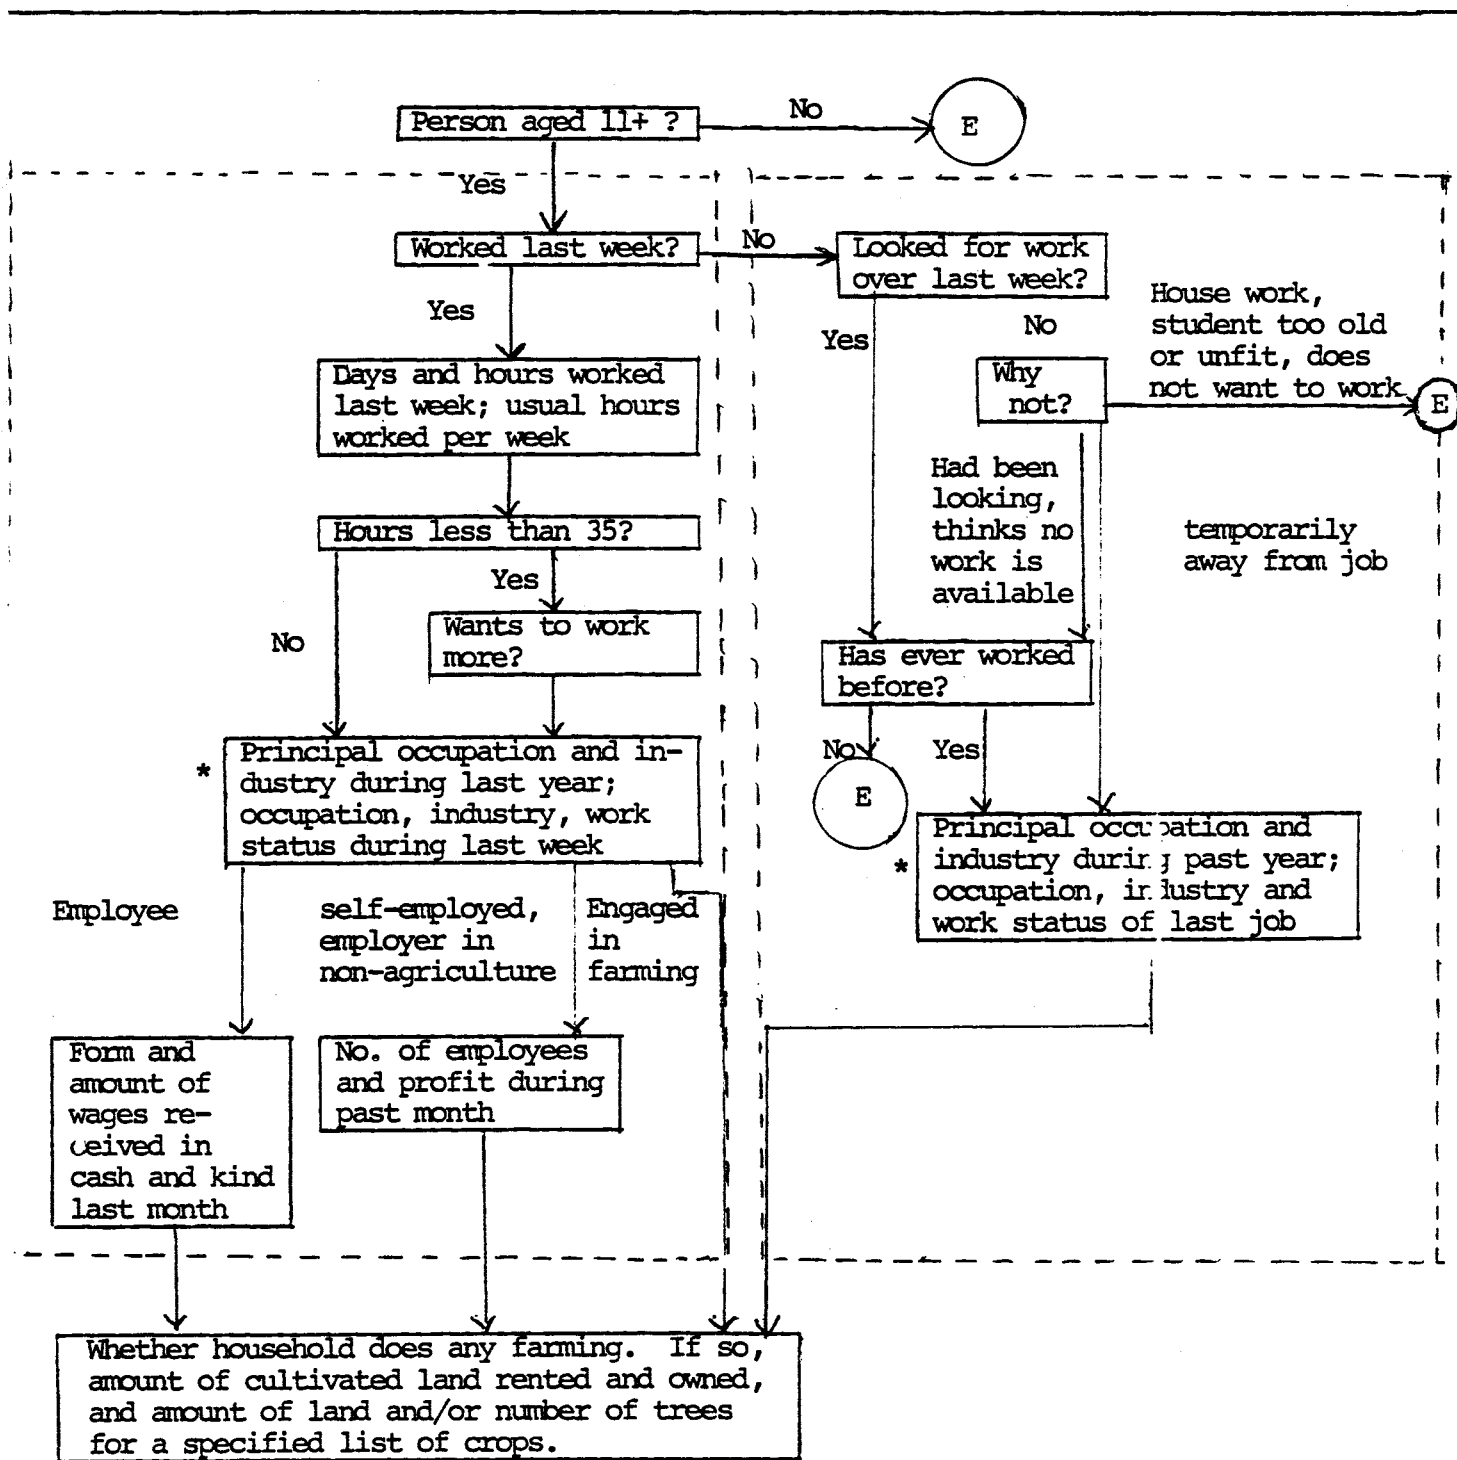 Person aged 11+ ?
No
E
Yes
Worked last week?
No
Looked for work
over last week?
Yes
Days and hours worked
last week; usual hours
worked per week
Hours less than 35?
Yes
No
Wants to work
more?
* Principal occupation and in-
dustry during last year;
occupation, industry, work
status during last week
Employee
self-employed,
employer in
non-agriculture
Engaged
in
farming
Form and
amount of
wages re-
ceived in
cash and kind
last month
No. of employees
and profit during
past month
Yes
No
Why
not?
House work,
student too old
or unfit, does
not want to work
E
Had been
looking,
thinks no
work is
available
temporarily
away from job
Has ever worked
before?
No
Yes
E
* Principal occupation and
industry during past year;
occupation, industry and
work status of last job
Whether household does any farming. If so,
amount of cultivated land rented and owned,
and amount of land and/or number of trees
for a specified list of crops.